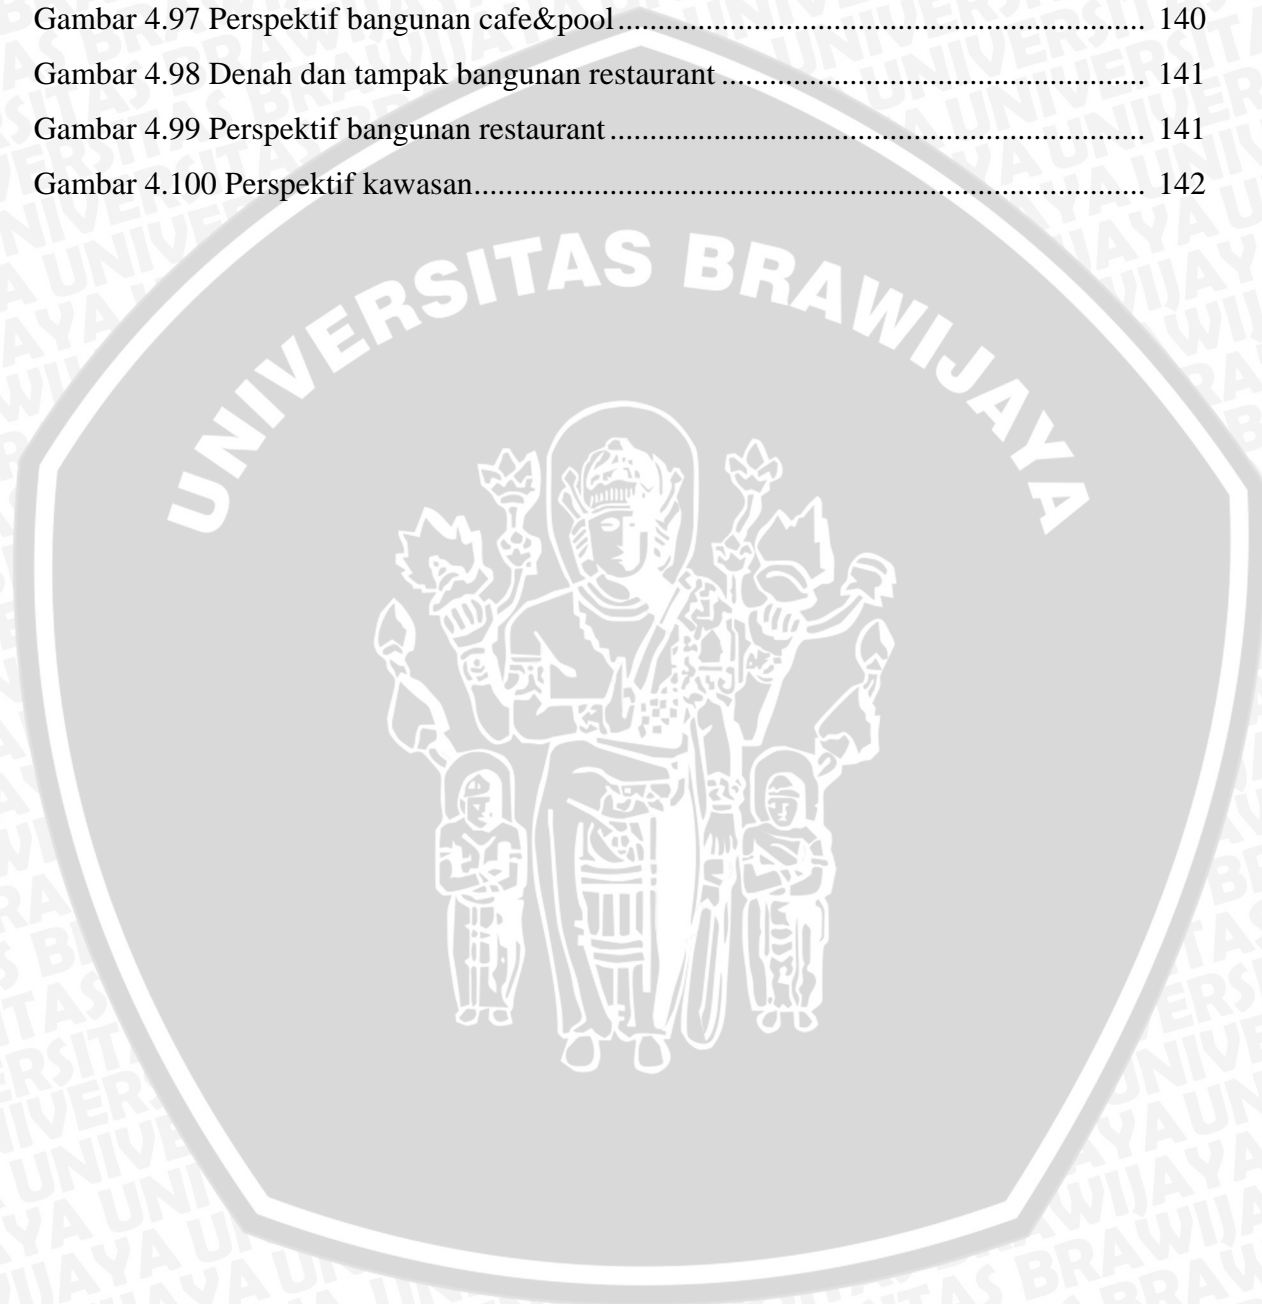 Gambar 4.97 Perspektif bangunan cafe&pool.................................................................. 140
Gambar 4.98 Denah dan tampak bangunan restaurant ..................................................... 141
Gambar 4.99 Perspektif bangunan restaurant ................................................................... 141
Gambar 4.100 Perspektif kawasan.................................................................................... 142
UNIVERSITAS BRAWIJAYA